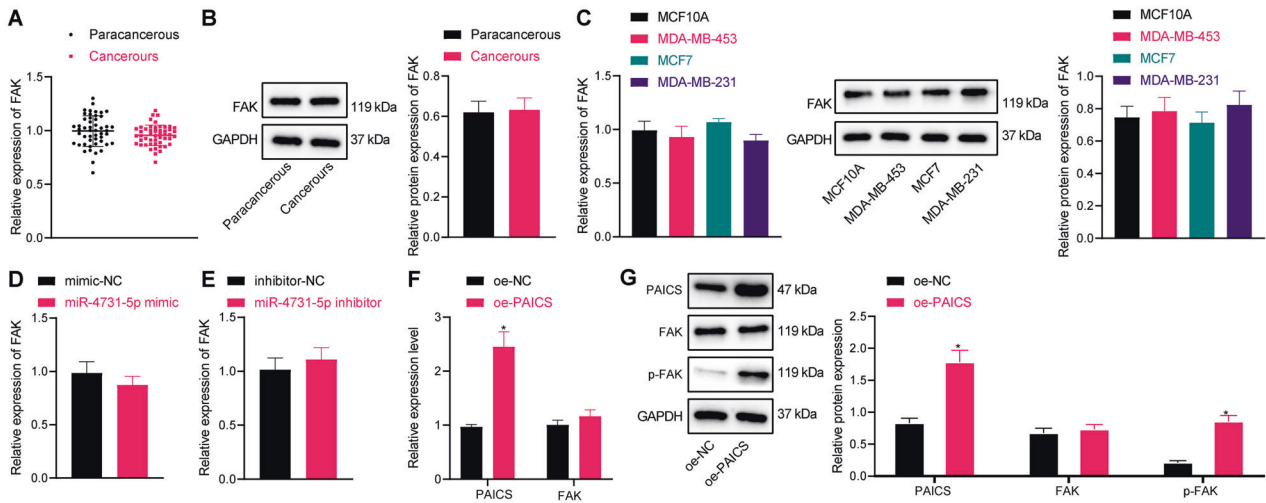 A
Paracancerous
Cancerours
Relative expression of FAK
1.5
1.0
0.5
0.0
B
FAK
119 kDa
GAPDH
37 kDa
Paracancerous
Cancerours
Paracancerous
Cancerours
Relative protein expression of FAK
0.8
0.6
0.4
0.2
0.0
C
MCF10A
MDA-MB-453
MCF7
MDA-MB-231
Relative expression of FAK
1.5
1.0
0.5
0.0
FAK
119 kDa
GAPDH
37 kDa
MCF10A
MDA-MB-453
MCF7
MDA-MB-231
MCF10A
MDA-MB-453
MCF7
MDA-MB-231
Relative protein expression of FAK
1.0
0.8
0.6
0.4
0.2
0.0
D
mimic-NC
miR-4731-5p mimic
Relative expression of FAK
1.5
1.0
0.5
0.0
E
inhibitor-NC
miR-4731-5p inhibitor
Relative expression of FAK
1.5
1.0
0.5
0.0
F
oe-NC
oe-PAICS
Relative expression level
3
2
1
0
*
PAICS
FAK
G
PAICS
47 kDa
FAK
119 kDa
p-FAK
119 kDa
GAPDH
37 kDa
oe-NC
oe-PAICS
oe-NC
oe-PAICS
Relative protein expression
2.0
1.5
1.0
0.5
0.0
*
*
PAICS
FAK
p-FAK